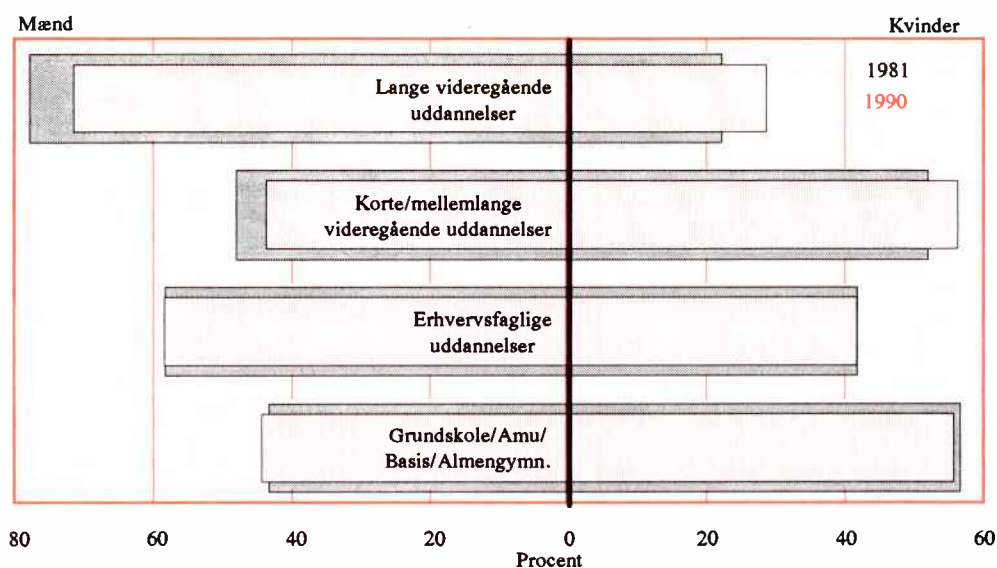 Mænd
Kvinder
Lange videregående
uddannelser
1981
1990
Korte/mellemlange
videregående uddannelser
Erhvervsfaglige
uddannelser
Grundskole/Amu/
Basis/Almengymn.
80 60 40 20 0 20 40 60
Procent